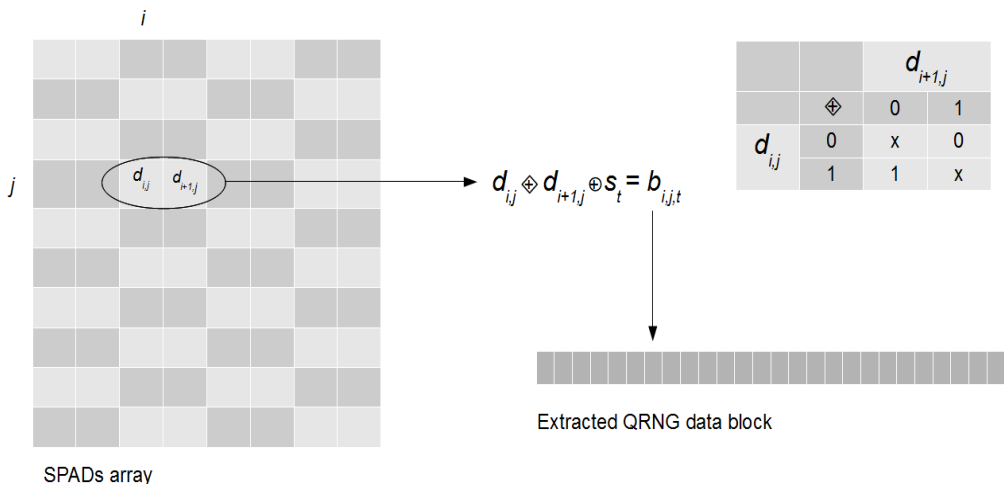 i
j
d_{i,j} d_{i+1,j}
SPADs array
d_{i,j} ⟴ d_{i+1,j} ⊕ s_t = b_{i,j,t}
Extracted QRNG data block
d_{i+1,j}
⟴ 0 1
d_{i,j} 0 x 0
1 1 x